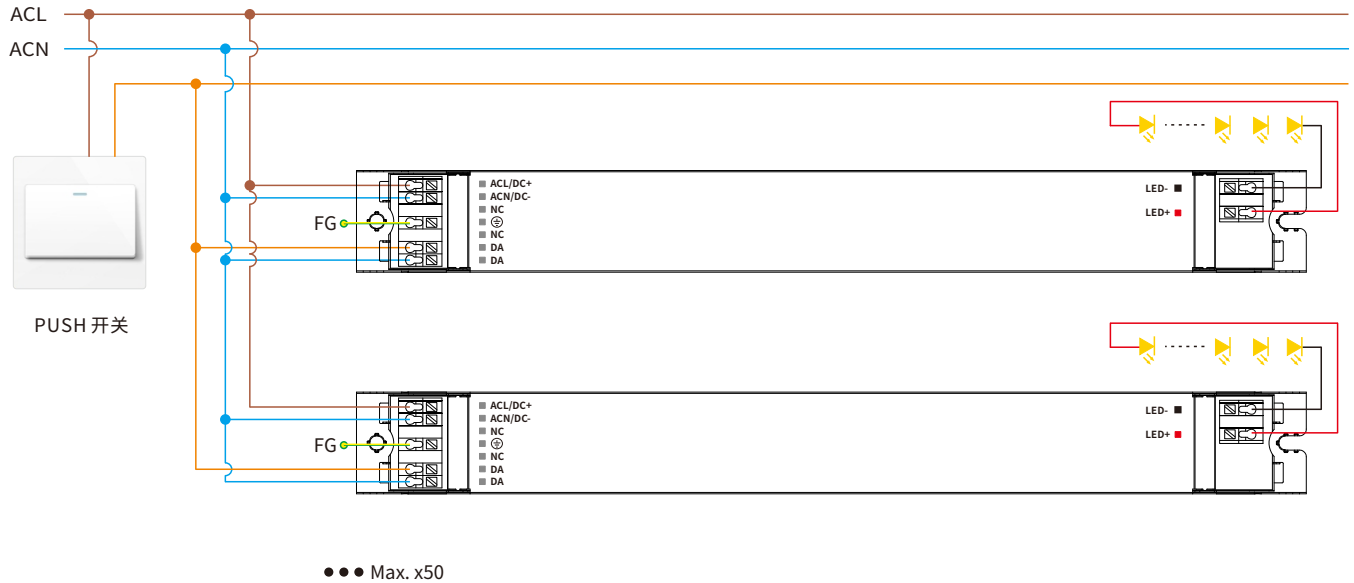 ACL
ACN
PUSH 开关
FG
ACL/DC+
ACN/DC-
NC
NC
DA
DA
LED-
LED+
FG
ACL/DC+
ACN/DC-
NC
NC
DA
DA
LED-
LED+
••• Max. x50